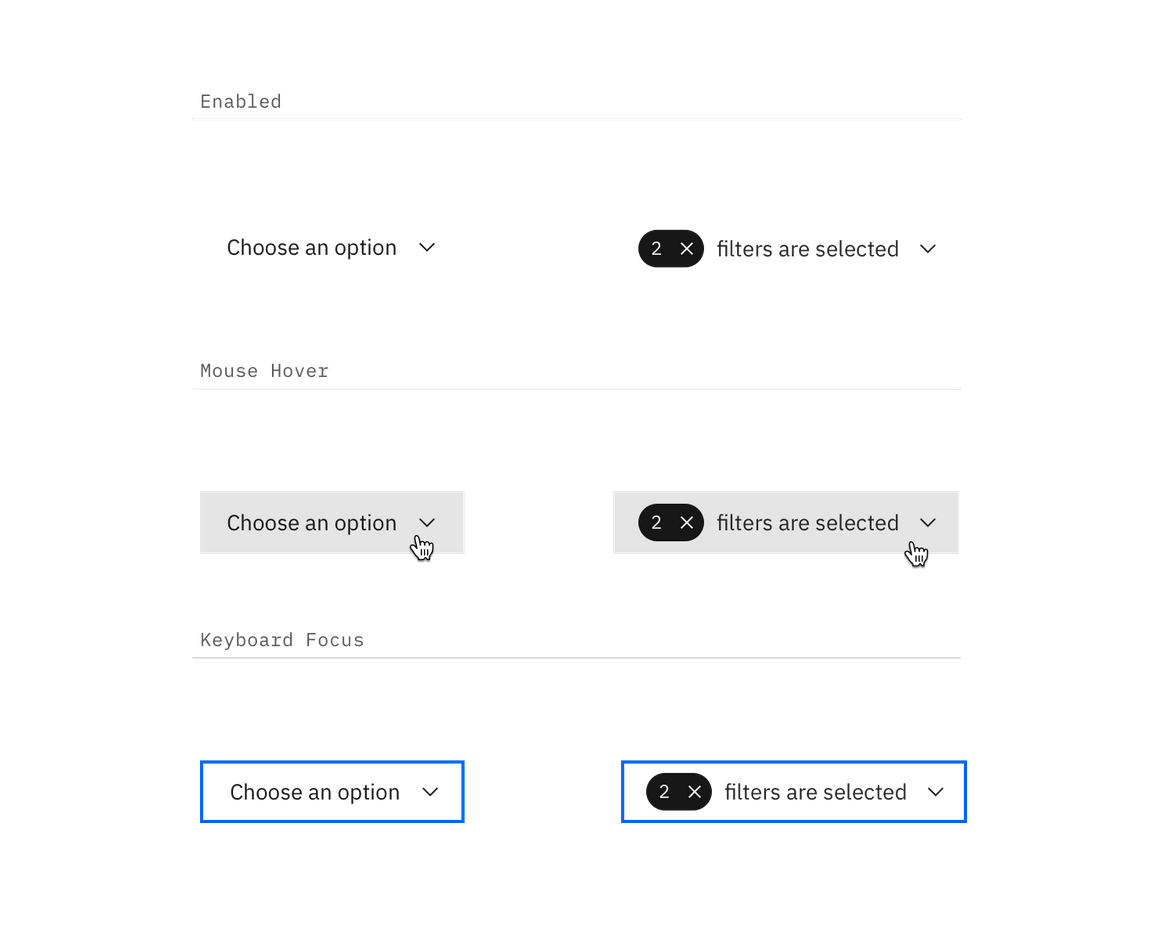 Enabled
Choose an option
2 filters are selected
Mouse Hover
Choose an option
2 filters are selected
Keyboard Focus
Choose an option
2 filters are selected